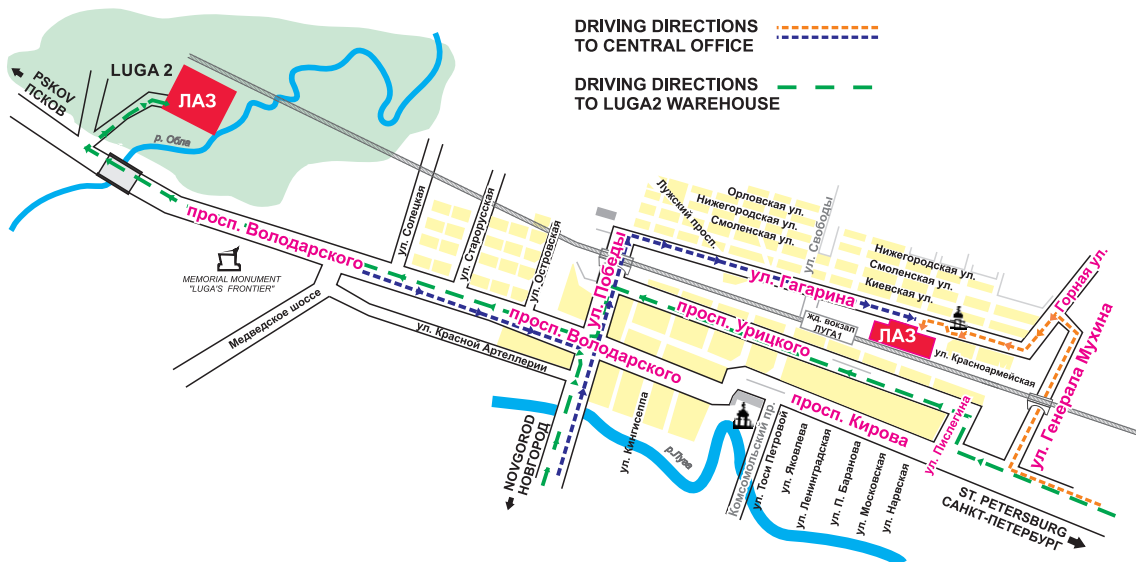 DRIVING DIRECTIONS
TO CENTRAL OFFICE
DRIVING DIRECTIONS
TO LUGA2 WAREHOUSE
PSKOV
ПСКОВ
LUGA 2
ЛАЗ
р. Обла
просп. Володарского
MEMORIAL MONUMENT
"LUGA'S FRONTIER"
Медведское шоссе
ул. Солецкая
ул. Старорусская
ул. Островская
ул. Победы
просп. Володарского
ул. Красной Артеллерии
NOVGOROD
НОВГОРОД
Лужский просп.
Орловская ул.
Нижегородская ул.
Смоленская ул.
ул. Свободы
Нижегородская ул.
Смоленская ул.
Киевская ул.
ул. Гагарина
Горная ул.
просп. Урицкого
жд. вокзал
ЛУГА1
ЛАЗ
ул. Красноармейская
ул. Генерала Мухина
просп. Кирова
ул. Пислегина
ул. Кингисеппа
р.Луга
Комсомольский пр.
ул. Тоси Петровой
ул. Яковлева
ул. Ленинградская
ул. П. Баранова
ул. Московская
ул. Нарвская
ST. PETERSBURG
САНКТ-ПЕТЕРБУРГ